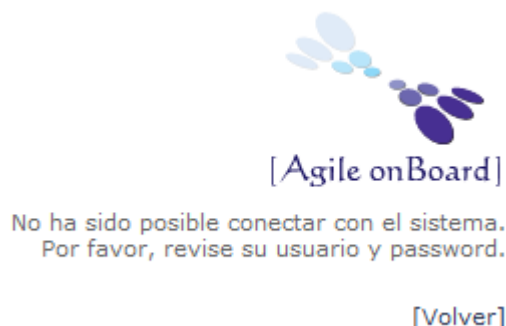 [Agile onBoard]
No ha sido posible conectar con el sistema.
Por favor, revise su usuario y password.
[Volver]